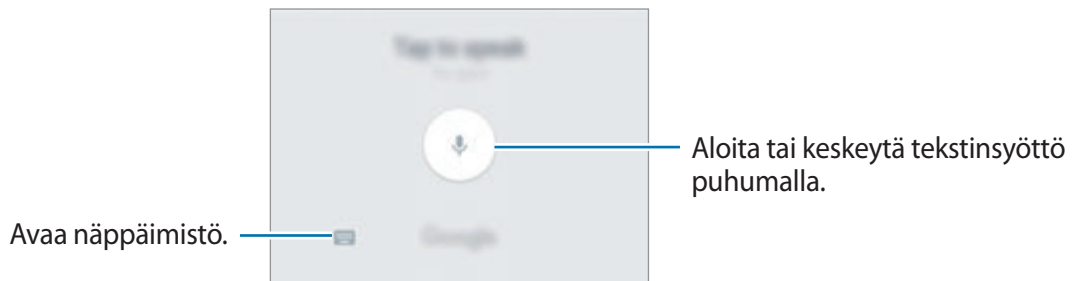 Tap to speak
Aloita tai keskeytä tekstinsyöttö
puhumalla.
Avaa näppäimistö.
Google